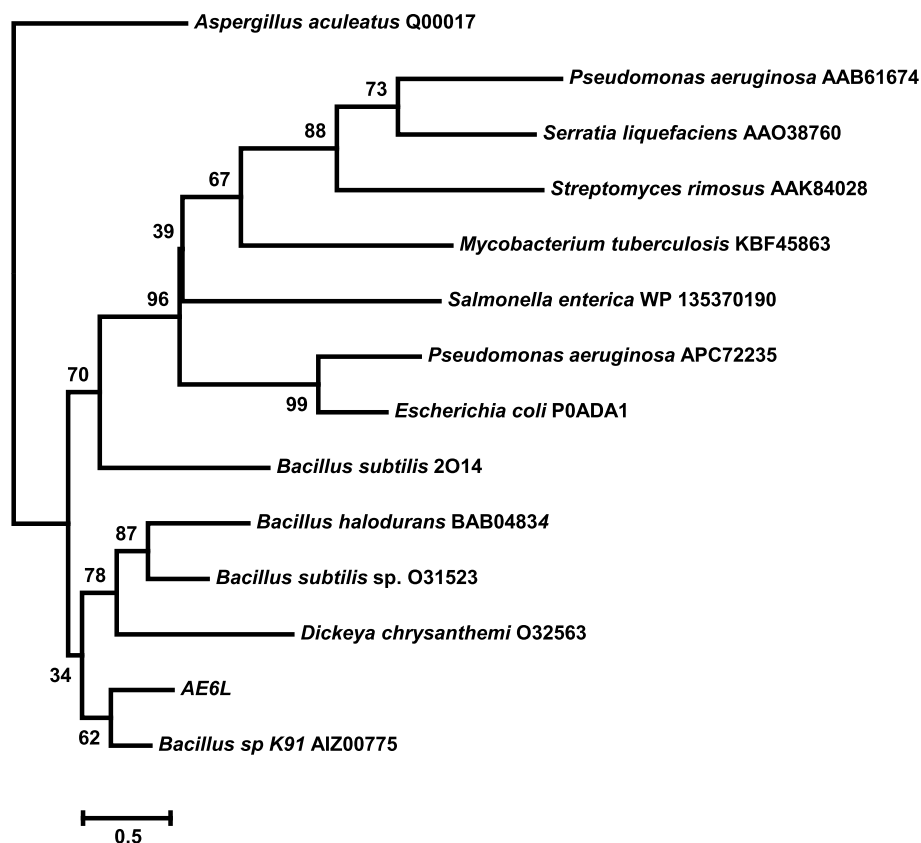 Aspergillus aculeatus Q00017
Pseudomonas aeruginosa AAB61674
73
Serratia liquefaciens AAO38760
88
Streptomyces rimosus AAK84028
67
Mycobacterium tuberculosis KBF45863
39
Salmonella enterica WP 135370190
96
Pseudomonas aeruginosa APC72235
70
99
Escherichia coli P0ADA1
Bacillus subtilis 2O14
Bacillus halodurans BAB04834
87
Bacillus subtilis sp. O31523
78
Dickeya chrysanthemi O32563
34
AE6L
62
Bacillus sp K91 AIZ00775
0.5